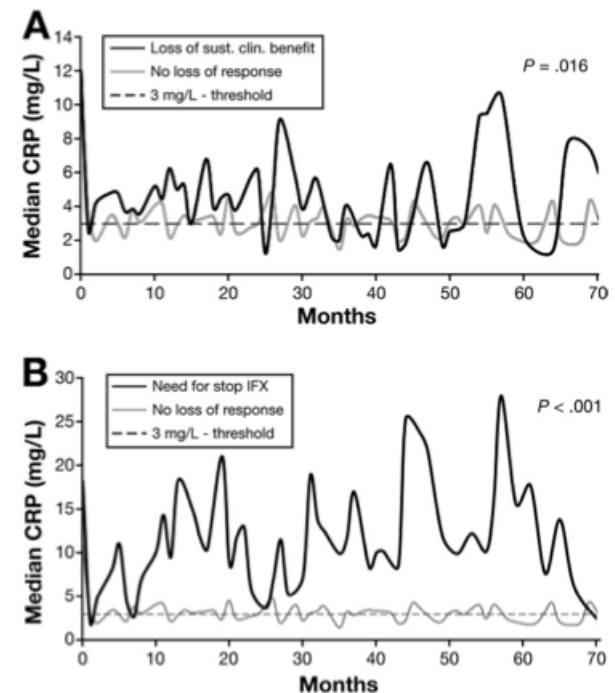 A
14
12
10
8
6
4
2
0
Median CRP (mg/L)
Loss of sust. clin. benefit
No loss of response
3 mg/L - threshold
P = .016
0 10 20 30 40 50 60 70
Months
B
30
25
20
15
10
5
0
Median CRP (mg/L)
Need for stop IFX
No loss of response
3 mg/L - threshold
P < .001
0 10 20 30 40 50 60 70
Months